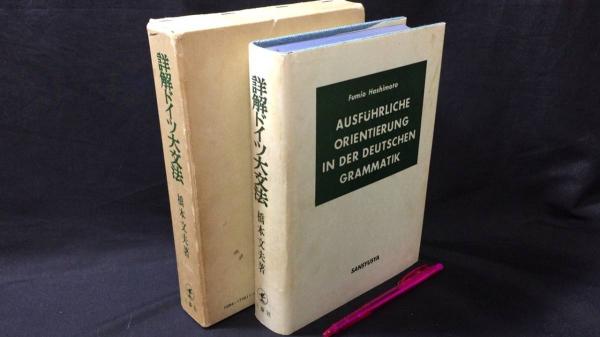 詳解ドイツ大文法
橋本文夫著
詳解ドイツ大文法
橋本文夫著
Fumio Hashimoto
AUSFÜHRLICHE
ORIENTIERUNG
IN DER DEUTSCHEN
GRAMMATIK
SANSYUSYA